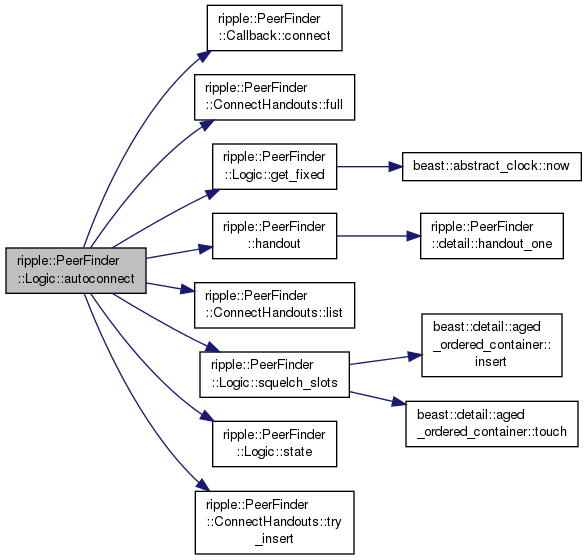 ripple::PeerFinder
::Logic::autoconnect
ripple::PeerFinder
::Callback::connect
ripple::PeerFinder
::ConnectHandouts::full
ripple::PeerFinder
::Logic::get_fixed
beast::abstract_clock::now
ripple::PeerFinder
::handout
ripple::PeerFinder
::detail::handout_one
ripple::PeerFinder
::ConnectHandouts::list
ripple::PeerFinder
::Logic::squelch_slots
beast::detail::aged
_ordered_container::
insert
beast::detail::aged
_ordered_container::touch
ripple::PeerFinder
::Logic::state
ripple::PeerFinder
::ConnectHandouts::try
_insert